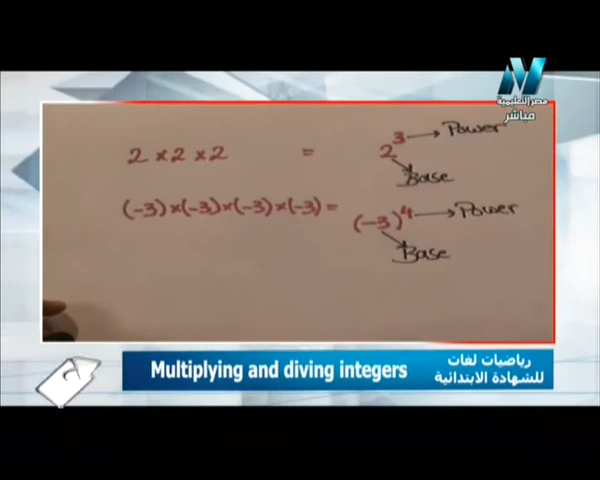 مصر التعليمية
مباشر
2 × 2 × 2 = 2³ → Power
Base
(-3)×(-3)×(-3)×(-3) = (-3)⁴ → Power
Base
Multiplying and diving integers
رياضيات لغات
للشهادة الابتدائية